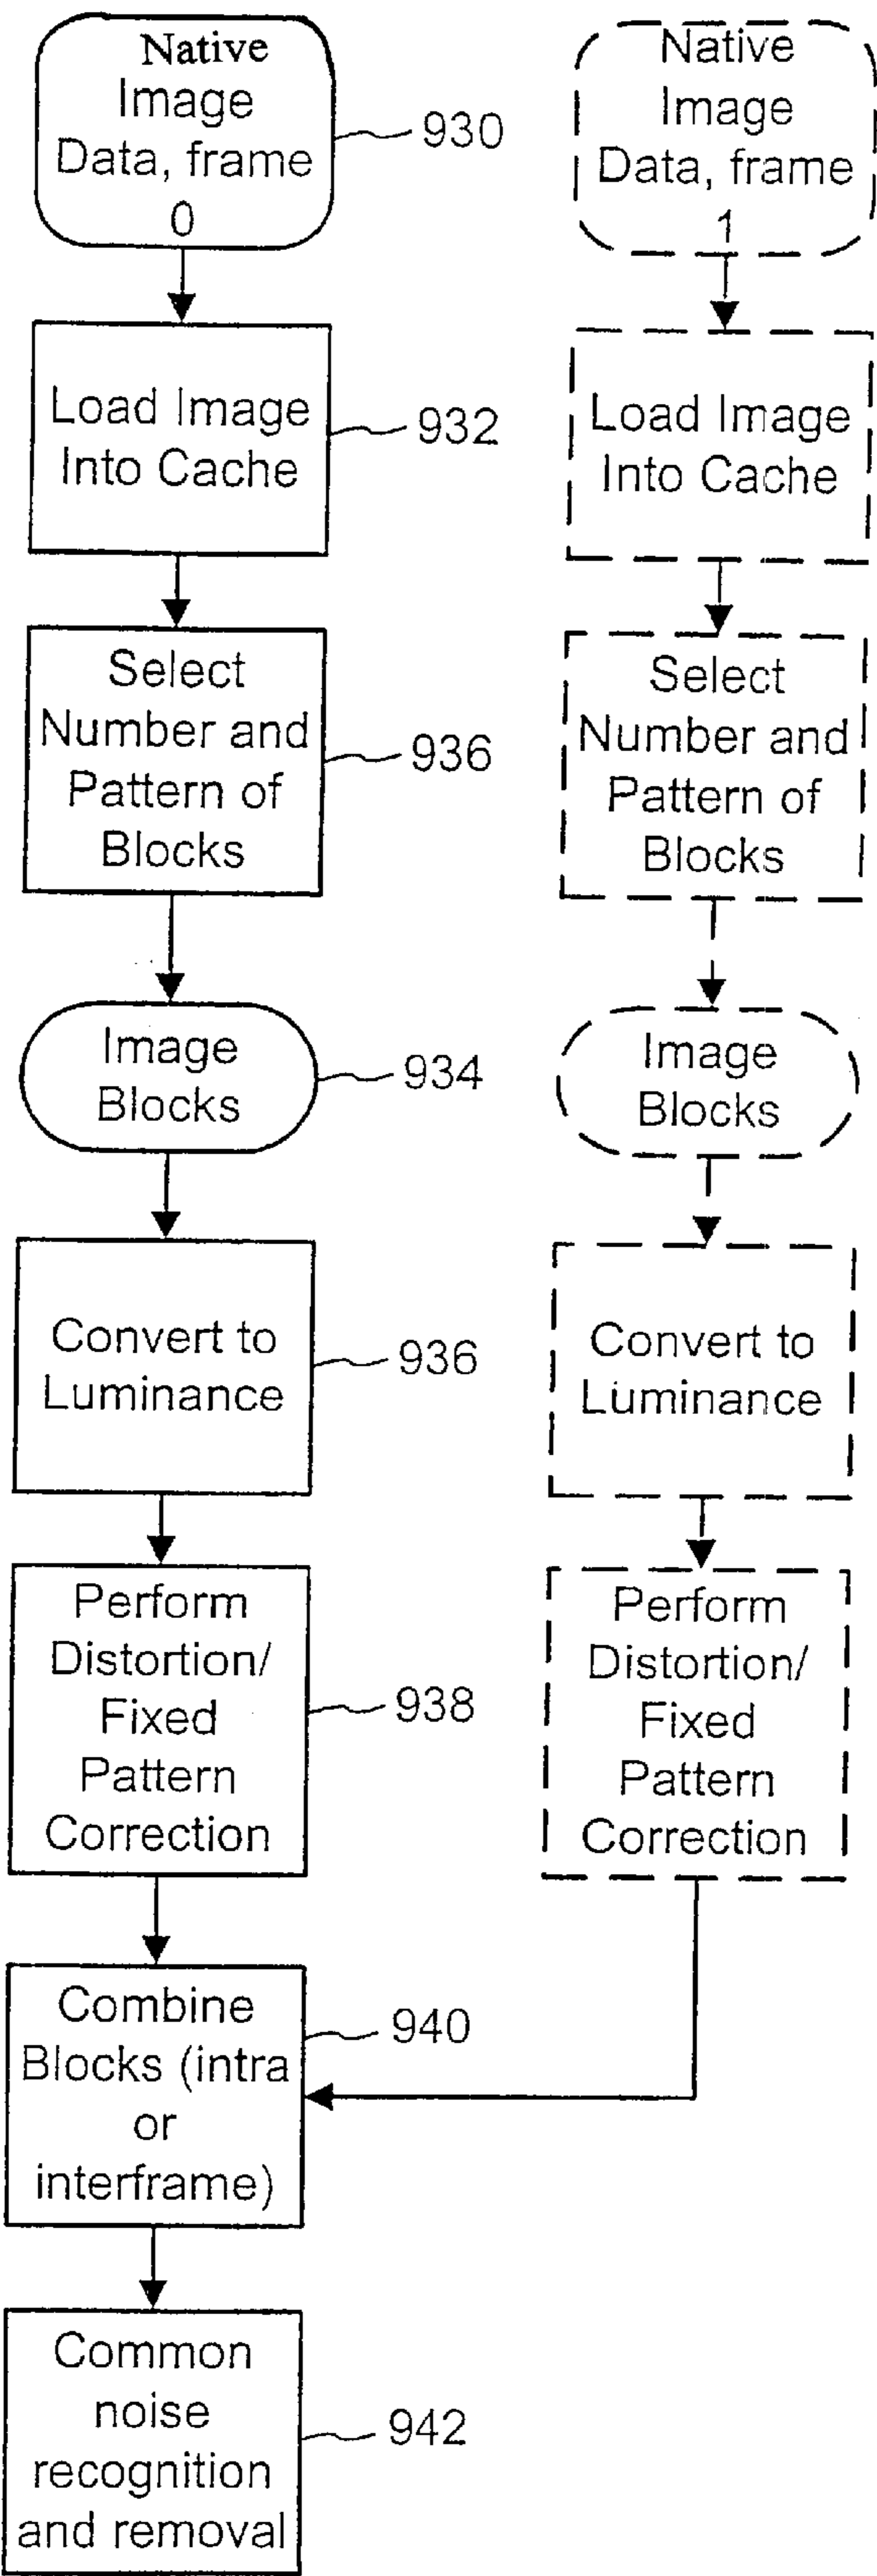 Native
Image
Data, frame
0
930
Load Image
Into Cache
932
Select
Number and
Pattern of
Blocks
936
Image
Blocks
934
Convert to
Luminance
936
Perform
Distortion/
Fixed
Pattern
Correction
938
Combine
Blocks (intra
or
interframe)
940
Common
noise
recognition
and removal
942
Native
Image
Data, frame
1
Load Image
Into Cache
Select
Number and
Pattern of
Blocks
Image
Blocks
Convert to
Luminance
Perform
Distortion/
Fixed
Pattern
Correction